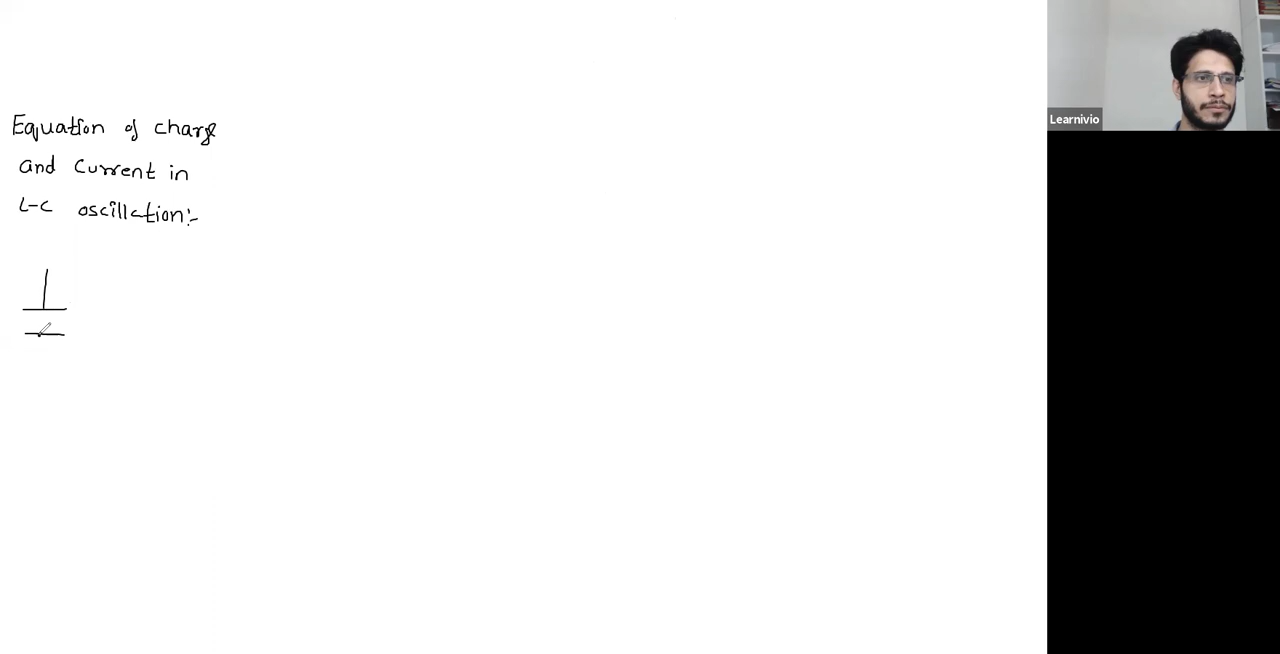 Equation of charge
and current in
L-C oscillation:-
Learnivio